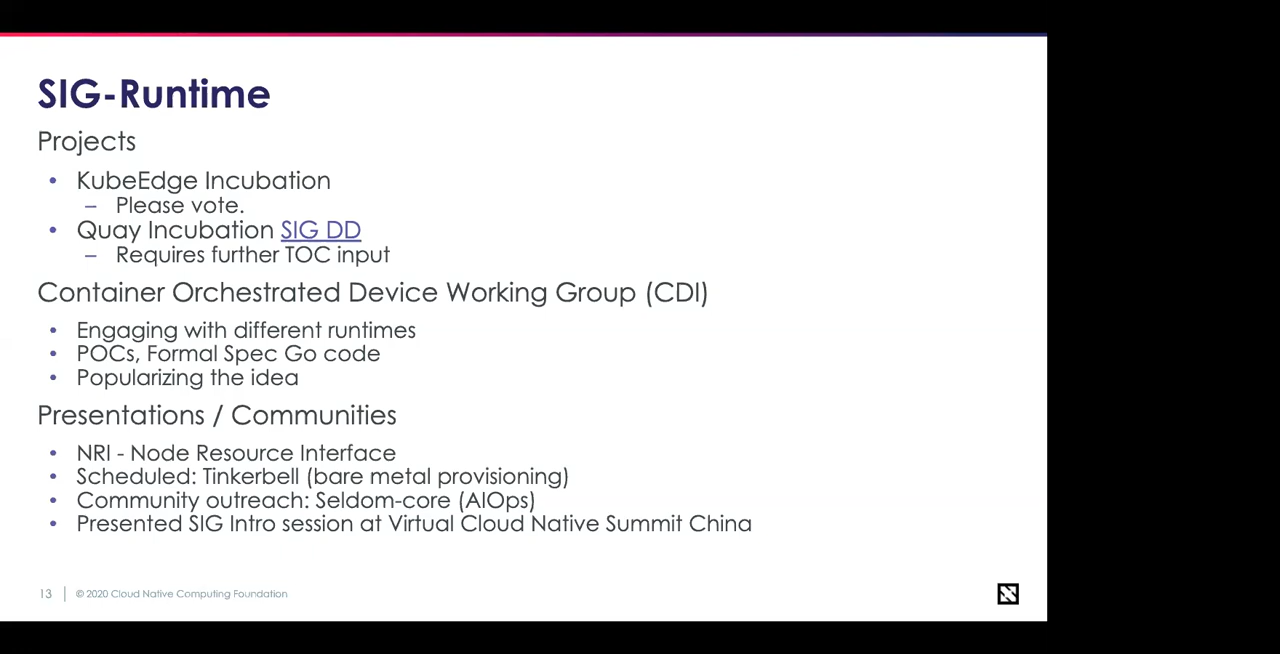 SIG-Runtime
Projects
• KubeEdge Incubation
– Please vote.
• Quay Incubation SIG DD
– Requires further TOC input
Container Orchestrated Device Working Group (CDI)
• Engaging with different runtimes
• POCs, Formal Spec Go code
• Popularizing the idea
Presentations / Communities
• NRI - Node Resource Interface
• Scheduled: Tinkerbell (bare metal provisioning)
• Community outreach: Seldom-core (AIOps)
• Presented SIG Intro session at Virtual Cloud Native Summit China
13 | © 2020 Cloud Native Computing Foundation